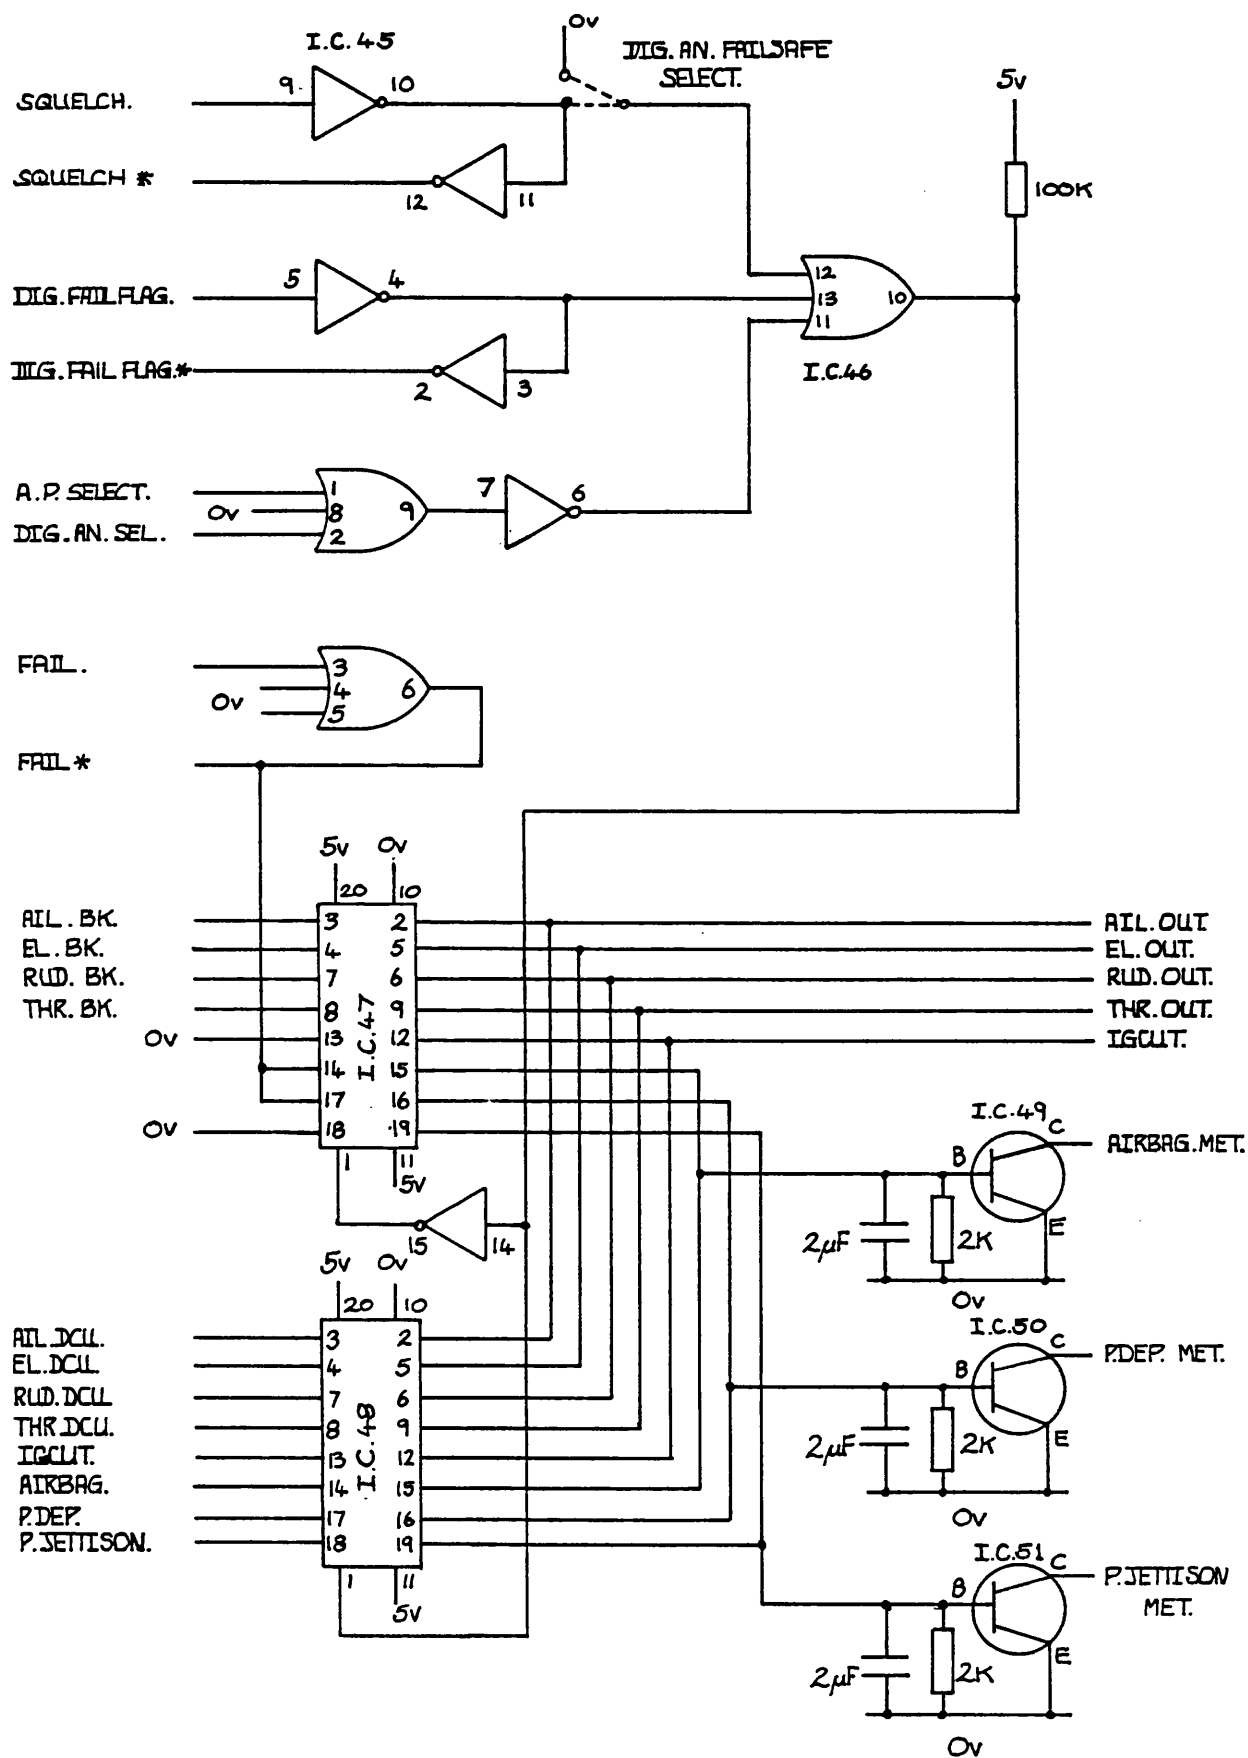 I.C.45
0v
DIG. AN. FAILSAFE
SELECT.
5v
SQUELCH.
9
10
SQUELCH *
12
11
100K
DIG.FAIL FLAG.
5
4
12
13
11
10
I.C.46
DIG.FAIL FLAG.*
2
3
A.P. SELECT.
0v
DIG.AN. SEL.
1
8
2
9
7
6
FAIL.
0v
3
4
5
6
FAIL *
5v
0v
20
10
AIL. BK.
3
2
AIL.OUT
EL. BK.
4
5
EL.OUT.
RUD. BK.
7
6
RUD.OUT.
THR. BK.
8
9
THR.OUT.
0v
13
12
IGCUT.
14
15
17
16
0v
18
19
I.C.47
1
11
5v
I.C.49
B
C
E
AIRBAG.MET.
2µF
2K
0v
15
14
5v
0v
20
10
AIL.DCU.
3
2
EL.DCU.
4
5
RUD.DCU
7
6
THR.DCU.
8
9
IGCUT.
13
12
AIRBAG.
14
15
P.DEP.
17
16
P.JETTISON.
18
19
I.C.48
1
11
5v
I.C.50
B
C
E
P.DEP. MET.
2µF
2K
0v
I.C.51
B
C
E
P.JETTISON
MET.
2µF
2K
0v